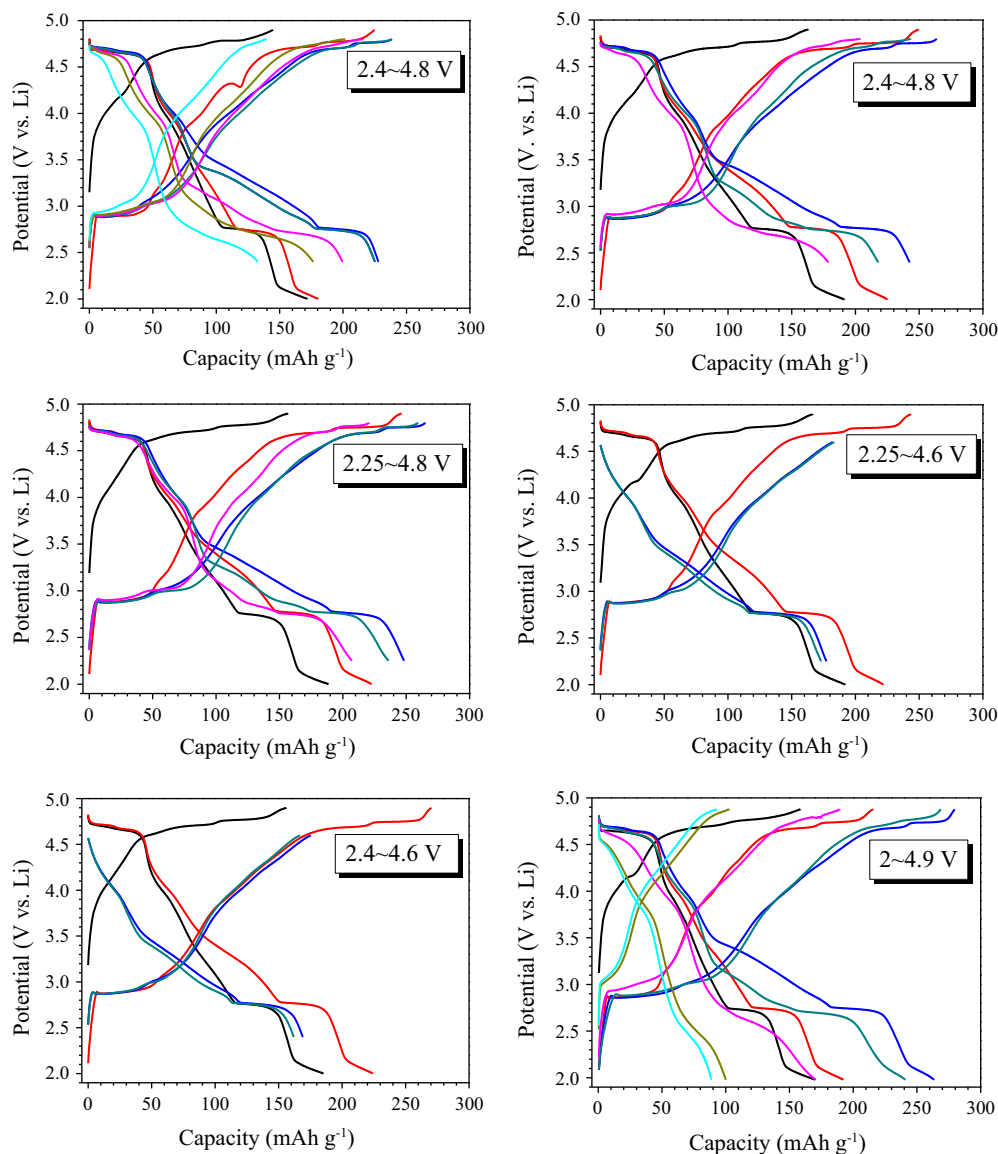 5.0
4.5
4.0
3.5
3.0
2.5
2.0
Potential (V vs. Li)
2.4~4.8 V
0 50 100 150 200 250 300
Capacity (mAh g-1)
5.0
4.5
4.0
3.5
3.0
2.5
2.0
Potential (V. vs. Li)
2.4~4.8 V
0 50 100 150 200 250 300
Capacity (mAh g-1)
5.0
4.5
4.0
3.5
3.0
2.5
2.0
Potential (V vs. Li)
2.25~4.8 V
0 50 100 150 200 250 300
Capacity (mAh g-1)
5.0
4.5
4.0
3.5
3.0
2.5
2.0
Potential (V vs. Li)
2.25~4.6 V
0 50 100 150 200 250 300
Capacity (mAh g-1)
5.0
4.5
4.0
3.5
3.0
2.5
2.0
Potential (V vs. Li)
2.4~4.6 V
0 50 100 150 200 250 300
Capacity (mAh g-1)
5.0
4.5
4.0
3.5
3.0
2.5
2.0
Potential (V vs. Li)
2~4.9 V
0 50 100 150 200 250 300
Capacity (mAh g-1)